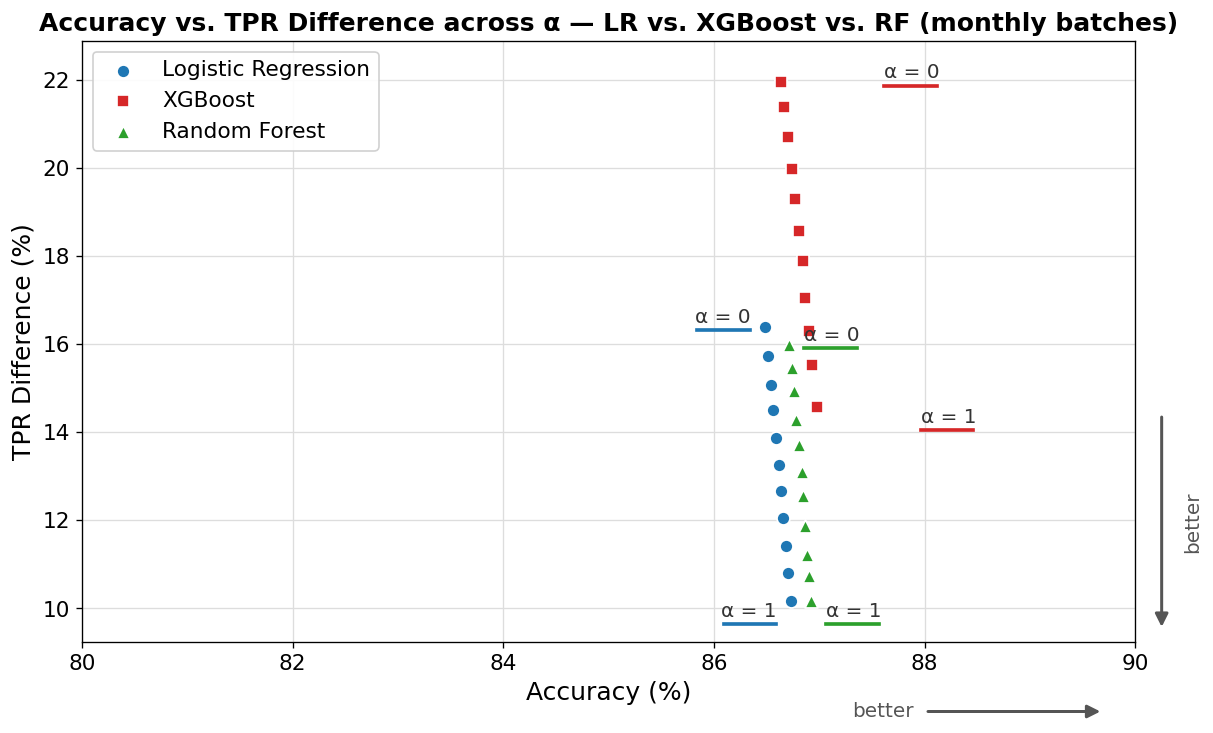 Accuracy vs. TPR Difference across α — LR vs. XGBoost vs. RF (monthly batches)
Logistic Regression
XGBoost
Random Forest
α = 0
α = 0
α = 0
α = 1
α = 1
α = 1
TPR Difference (%)
22
20
18
16
14
12
10
80
82
84
86
88
90
Accuracy (%)
better
better